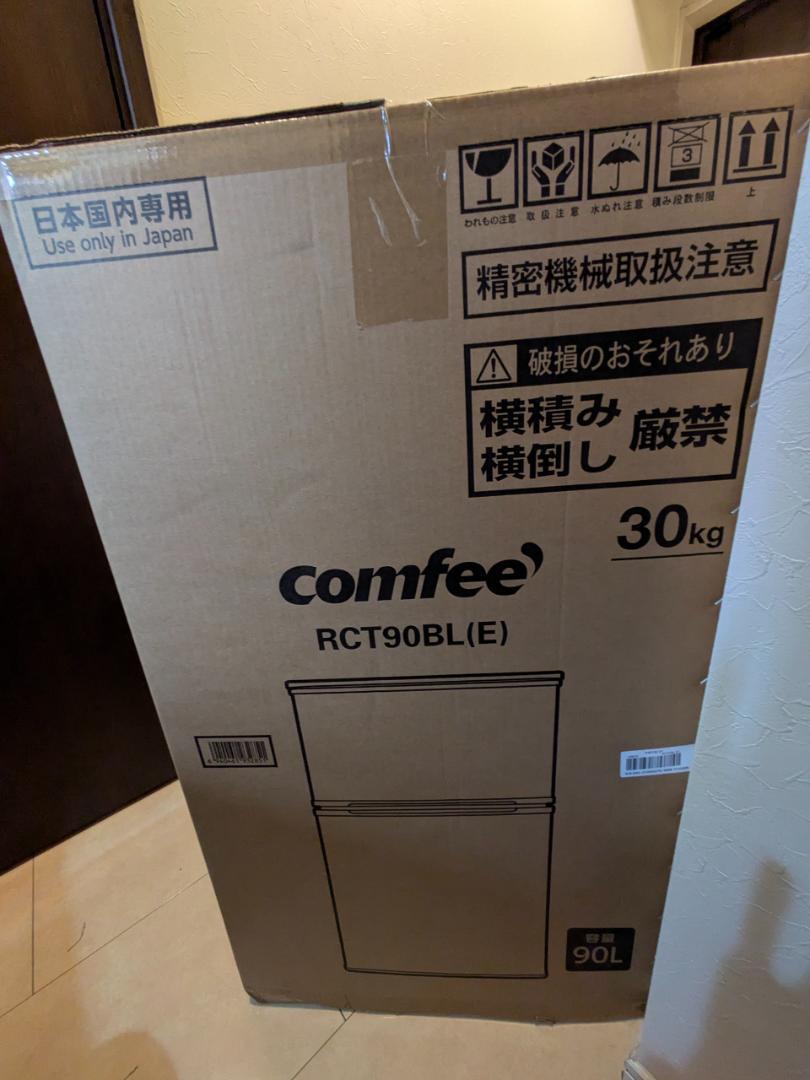 日本国内専用
Use only in Japan
3
われもの注意 取扱注意 水ぬれ注意 積み段数制限 上
精密機械取扱注意
破損のおそれあり
横積み
横倒し
厳禁
30kg
comfee'
RCT90BL(E)
容量
90L